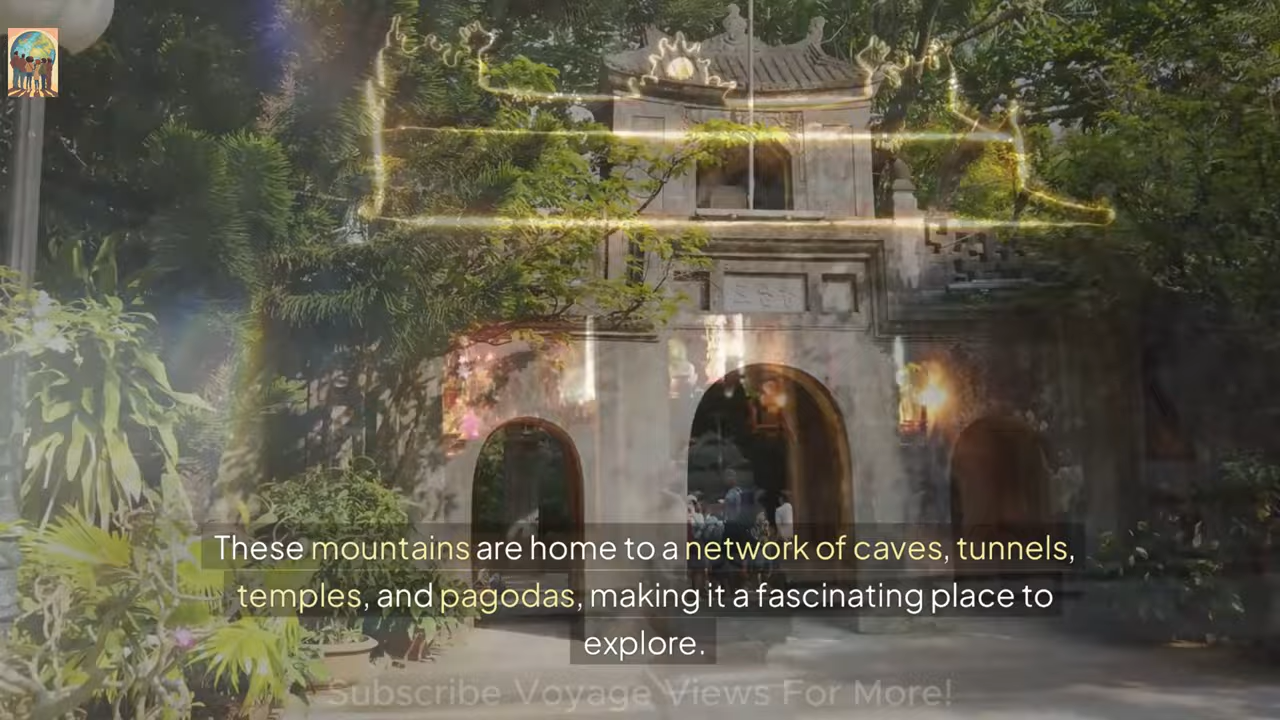 These mountains are home to a network of caves, tunnels,
temples, and pagodas, making it a fascinating place to
explore.
Subscribe Voyage Views For More!